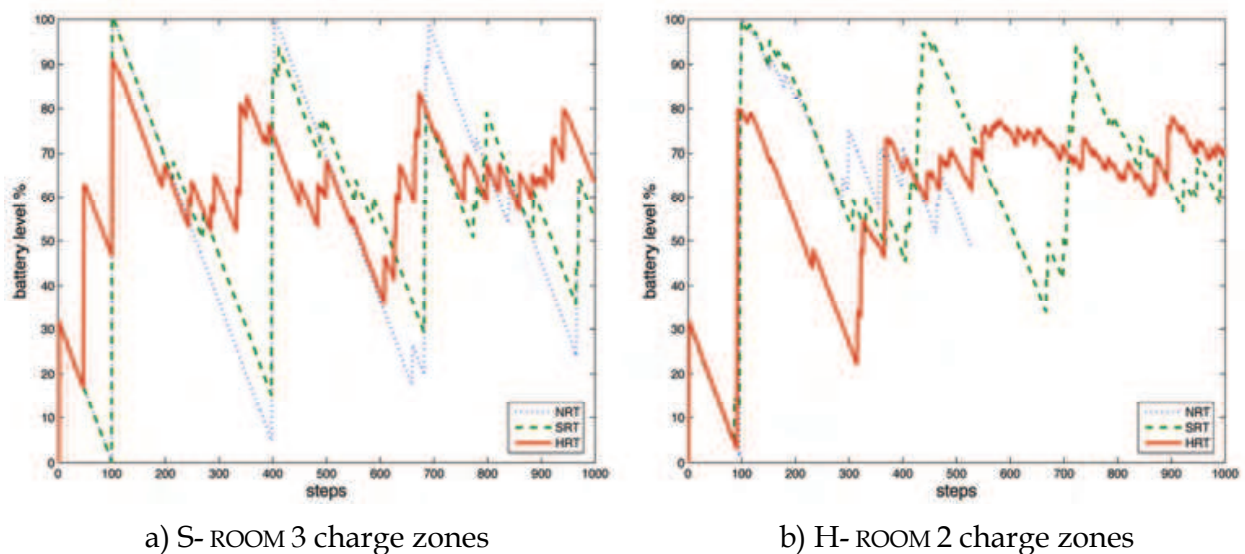 100
90
80
70
60
50
40
30
20
10
0
battery level %
0 100 200 300 400 500 600 700 800 900 1000
steps
NRT
SRT
HRT
a) S- ROOM 3 charge zones
100
90
80
70
60
50
40
30
20
10
0
battery level %
0 100 200 300 400 500 600 700 800 900 1000
steps
NRT
SRT
HRT
b) H- ROOM 2 charge zones